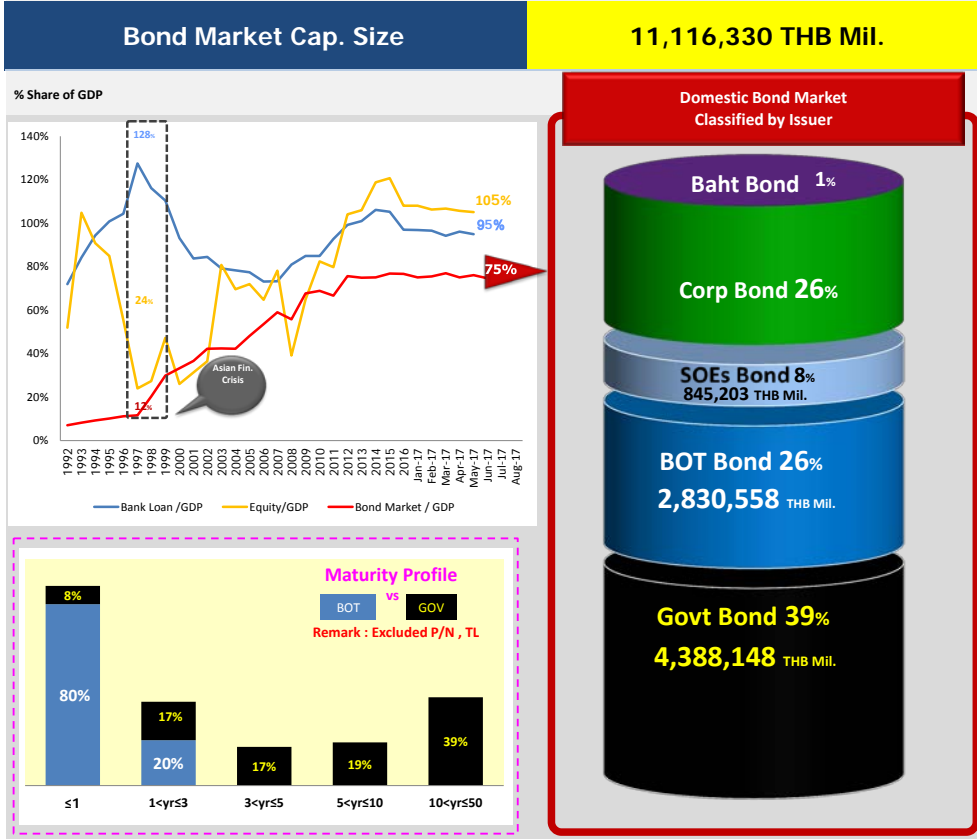 Bond Market Cap. Size
11,116,330 THB Mil.
% Share of GDP
Domestic Bond Market
Classified by Issuer
140%
120%
100%
80%
60%
40%
20%
0%
128%
24%
12%
Asian Fin.
Crisis
105%
95%
75%
1992
1993
1994
1995
1996
1997
1998
1999
2000
2001
2002
2003
2004
2005
2006
2007
2008
2009
2010
2011
2012
2013
2014
2015
2016
Jan-17
Feb-17
Mar-17
Apr-17
May-17
Jun-17
Jul-17
Aug-17
Bank Loan /GDP
Equity/GDP
Bond Market / GDP
Baht Bond 1%
Corp Bond 26%
SOEs Bond 8%
845,203 THB Mil.
BOT Bond 26%
2,830,558 THB Mil.
Govt Bond 39%
4,388,148 THB Mil.
Maturity Profile
vs
BOT
GOV
Remark : Excluded P/N , TL
8%
80%
17%
20%
17%
19%
39%
≤1
1<yr≤3
3<yr≤5
5<yr≤10
10<yr≤50